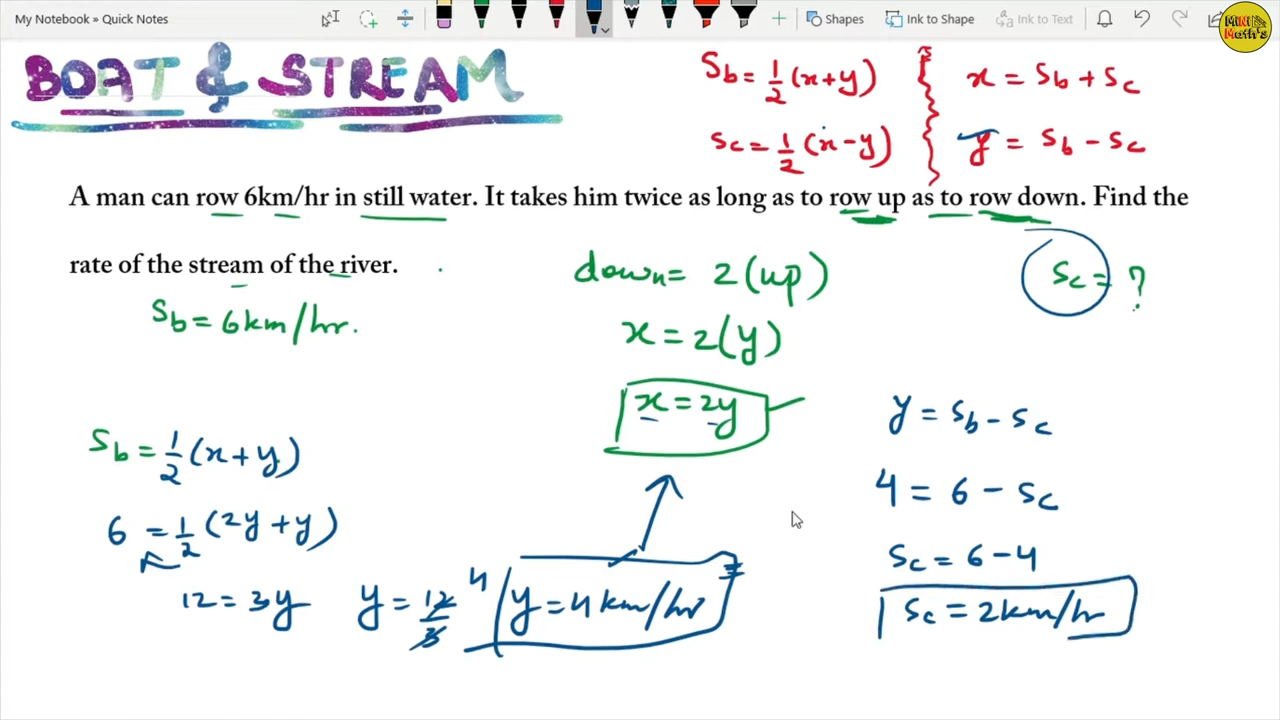 My Notebook » Quick Notes
Shapes
Ink to Shape
Ink to Text
MINI Math's
BOAT & STREAM
Sb = 1/2 (x+y)
x = Sb + Sc
Sc = 1/2 (x-y)
y = Sb - Sc
A man can row 6km/hr in still water. It takes him twice as long as to row up as to row down. Find the
rate of the stream of the river.
Sc = ?
Sb = 6km/hr.
down = 2(up)
x = 2(y)
x = 2y
Sb = 1/2 (x+y)
6 = 1/2 (2y+y)
12 = 3y
y = 12/3 4
y = 4km/hr
y = Sb - Sc
4 = 6 - Sc
Sc = 6-4
Sc = 2km/hr